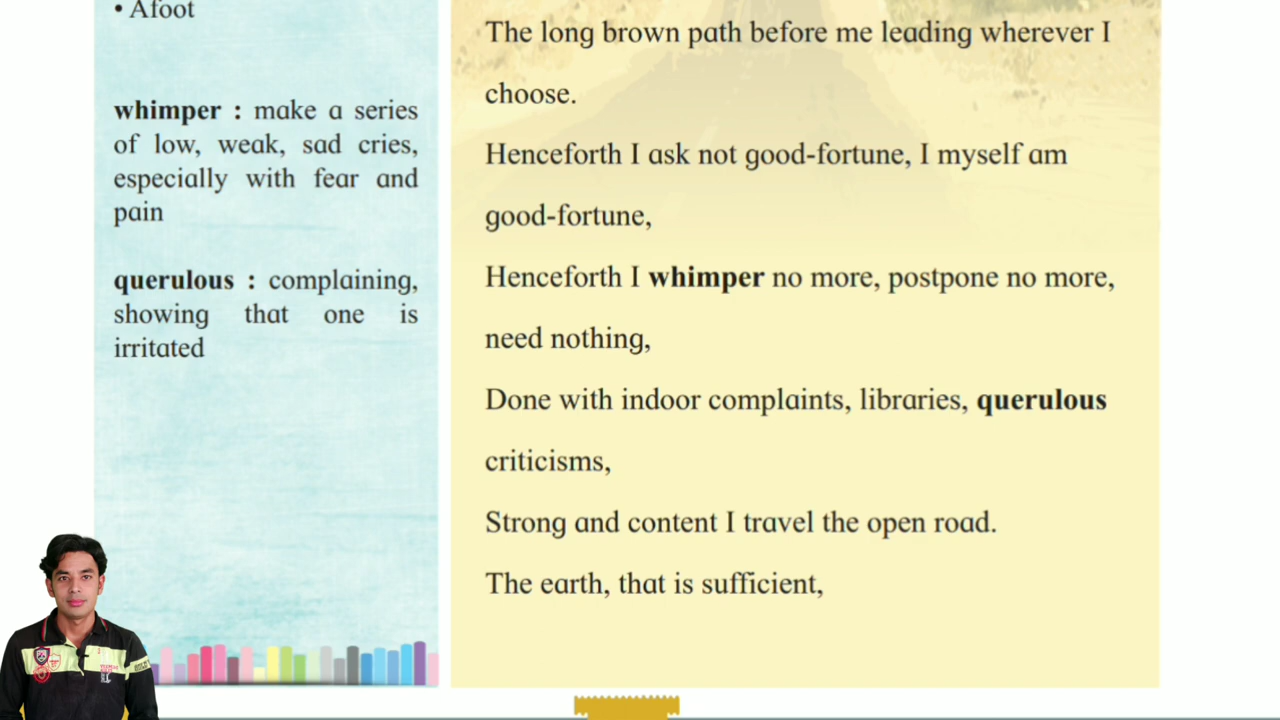 • Afoot
whimper : make a series
of low, weak, sad cries,
especially with fear and
pain
querulous : complaining,
showing that one is
irritated
The long brown path before me leading wherever I
choose.
Henceforth I ask not good-fortune, I myself am
good-fortune,
Henceforth I whimper no more, postpone no more,
need nothing,
Done with indoor complaints, libraries, querulous
criticisms,
Strong and content I travel the open road.
The earth, that is sufficient,